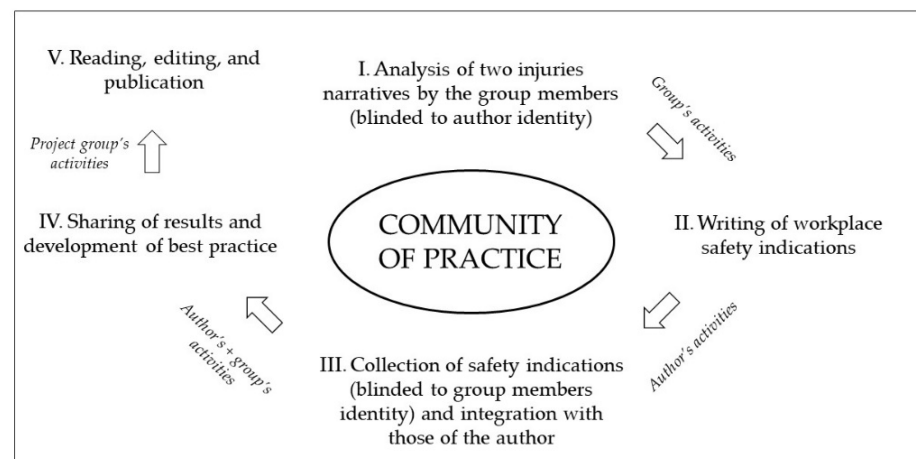 I. Analysis of two injuries
narratives by the group members
(blinded to author identity)
Group's activities
II. Writing of workplace
safety indications
Author's activities
III. Collection of safety indications
(blinded to group members
identity) and integration with
those of the author
Author's + group's
activities
IV. Sharing of results and
development of best practice
Project group's
activities
V. Reading, editing, and
publication
COMMUNITY
OF PRACTICE